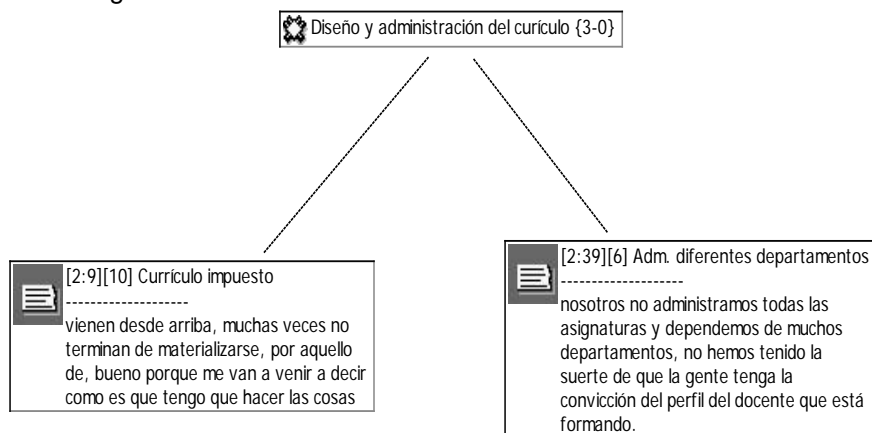 Diseño y administración del curículo {3-0}
[2:9][10] Currículo impuesto
--------------------
vienen desde arriba, muchas veces no
terminan de materializarse, por aquello
de, bueno porque me van a venir a decir
como es que tengo que hacer las cosas
[2:39][6] Adm. diferentes departamentos
--------------------
nosotros no administramos todas las
asignaturas y dependemos de muchos
departamentos, no hemos tenido la
suerte de que la gente tenga la
convicción del perfil del docente que está
formando.